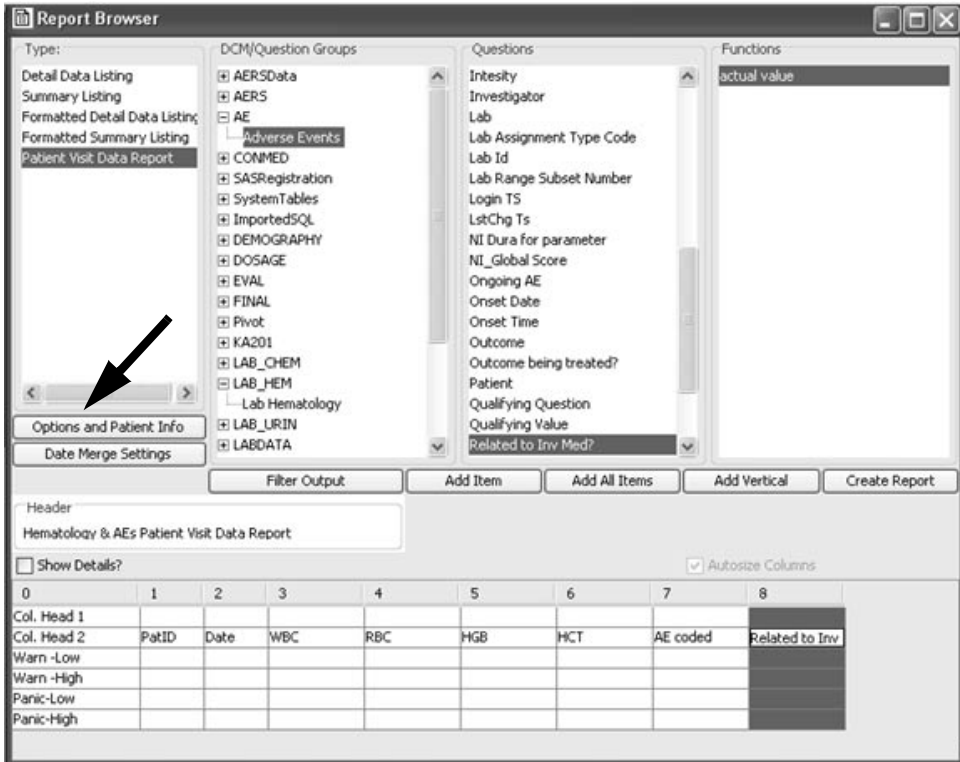 Report Browser
Type:
Detail Data Listing
Summary Listing
Formatted Detail Data Listing
Formatted Summary Listing
Patient Visit Data Report
Options and Patient Info
Date Merge Settings
DCM/Question Groups
AERSData
AERS
AE
Adverse Events
CONMED
SASRegistration
SystemTables
ImportedSQL
DEMOGRAPHY
DOSAGE
EVAL
FINAL
Pivot
KA201
LAB_CHEM
LAB_HEM
Lab Hematology
LAB_URIN
LABDATA
Questions
Intesity
Investigator
Lab
Lab Assignment Type Code
Lab Id
Lab Range Subset Number
Login TS
LstChg Ts
NI Dura for parameter
NI_Global Score
Ongoing AE
Onset Date
Onset Time
Outcome
Outcome being treated?
Patient
Qualifying Question
Qualifying Value
Related to Inv Med?
Functions
actual value
Filter Output Add Item Add All Items Add Vertical Create Report
Header
Hematology & AEs Patient Visit Data Report
Show Details? Autosize Columns
0 1 2 3 4 5 6 7 8
Col. Head 1
Col. Head 2 PatID Date WBC RBC HGB HCT AE coded Related to Inv
Warn -Low
Warn -High
Panic-Low
Panic-High